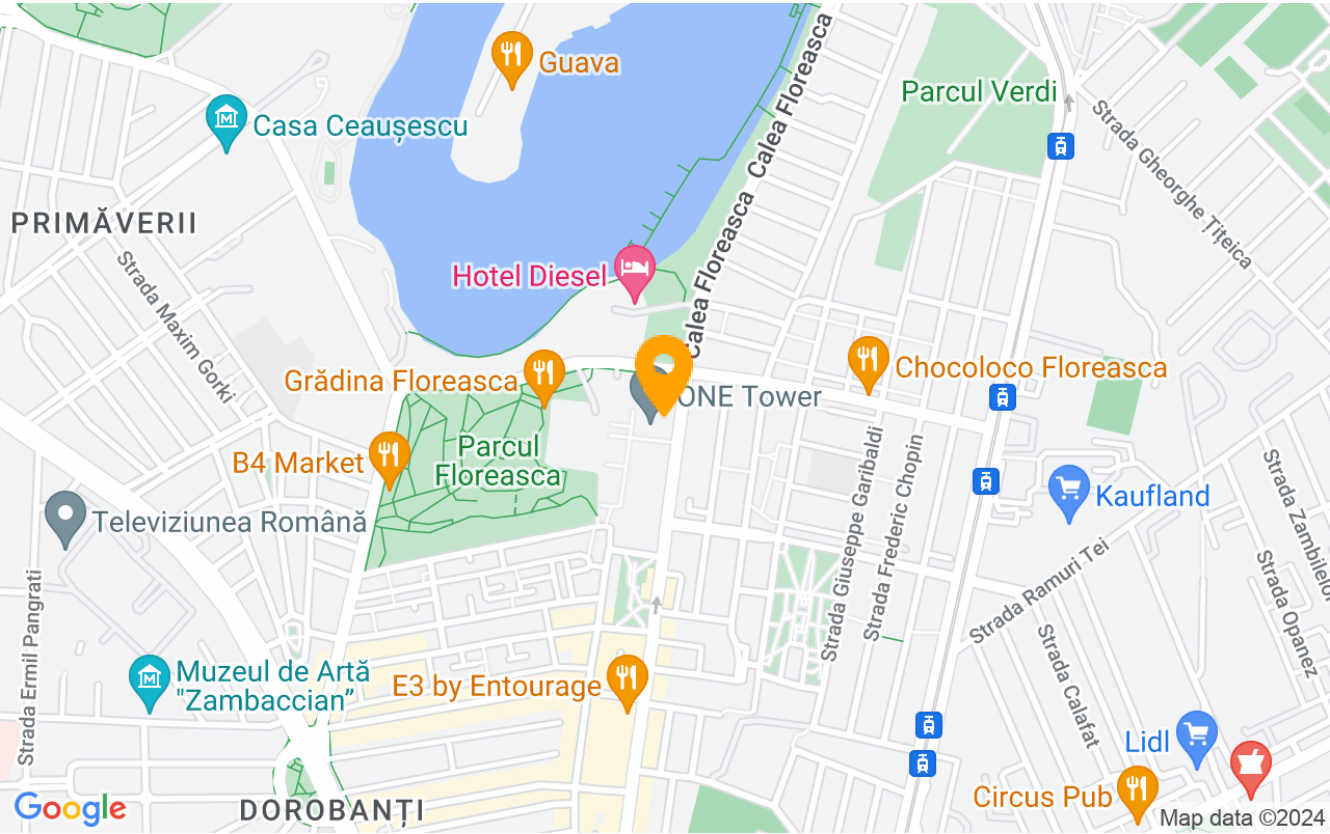 Guava
Calea Floreasca
Parcul Verdi
Casa Ceaușescu
Strada Gheorghe Țițeica
PRIMĂVERII
Calea Floreasca
Strada Maxim Gorki
Hotel Diesel
Calea Floreasca
Chocoloco Floreasca
Grădina Floreasca
ONE Tower
B4 Market
Parcul
Floreasca
Kaufland
Televiziunea Română
Strada Giuseppe Garibaldi
Strada Frederic Chopin
Strada Zambilelor
Strada Ramuri Tei
Strada Opanez
Strada Ermil Pangrati
Strada Calafat
Muzeul de Artă
"Zambaccian”
E3 by Entourage
Lidl
Circus Pub
Google
DOROBANȚI
Map data ©2024